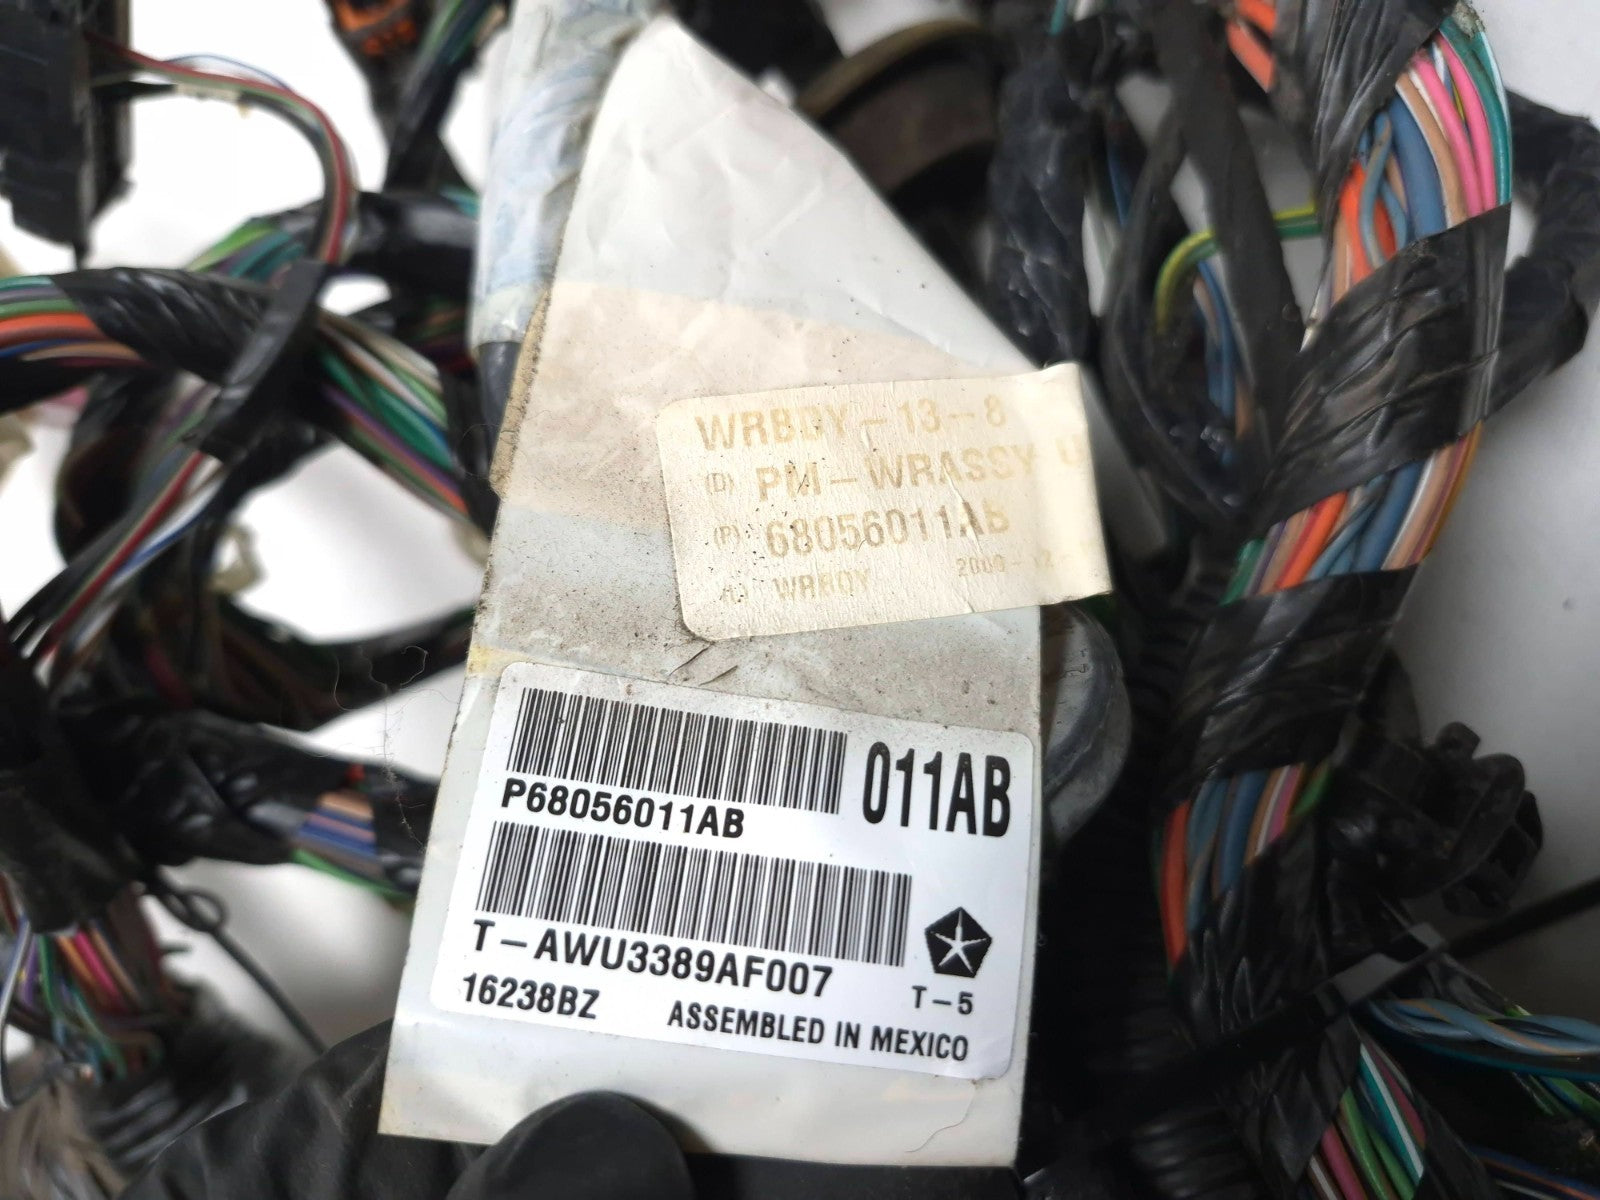 WRBDY-13-8
(D) PM-WRASSY U
(P) 68056011AB
WRBDY
011AB
P68056011AB
T-AWU3389AF007
T-5
16238BZ ASSEMBLED IN MEXICO